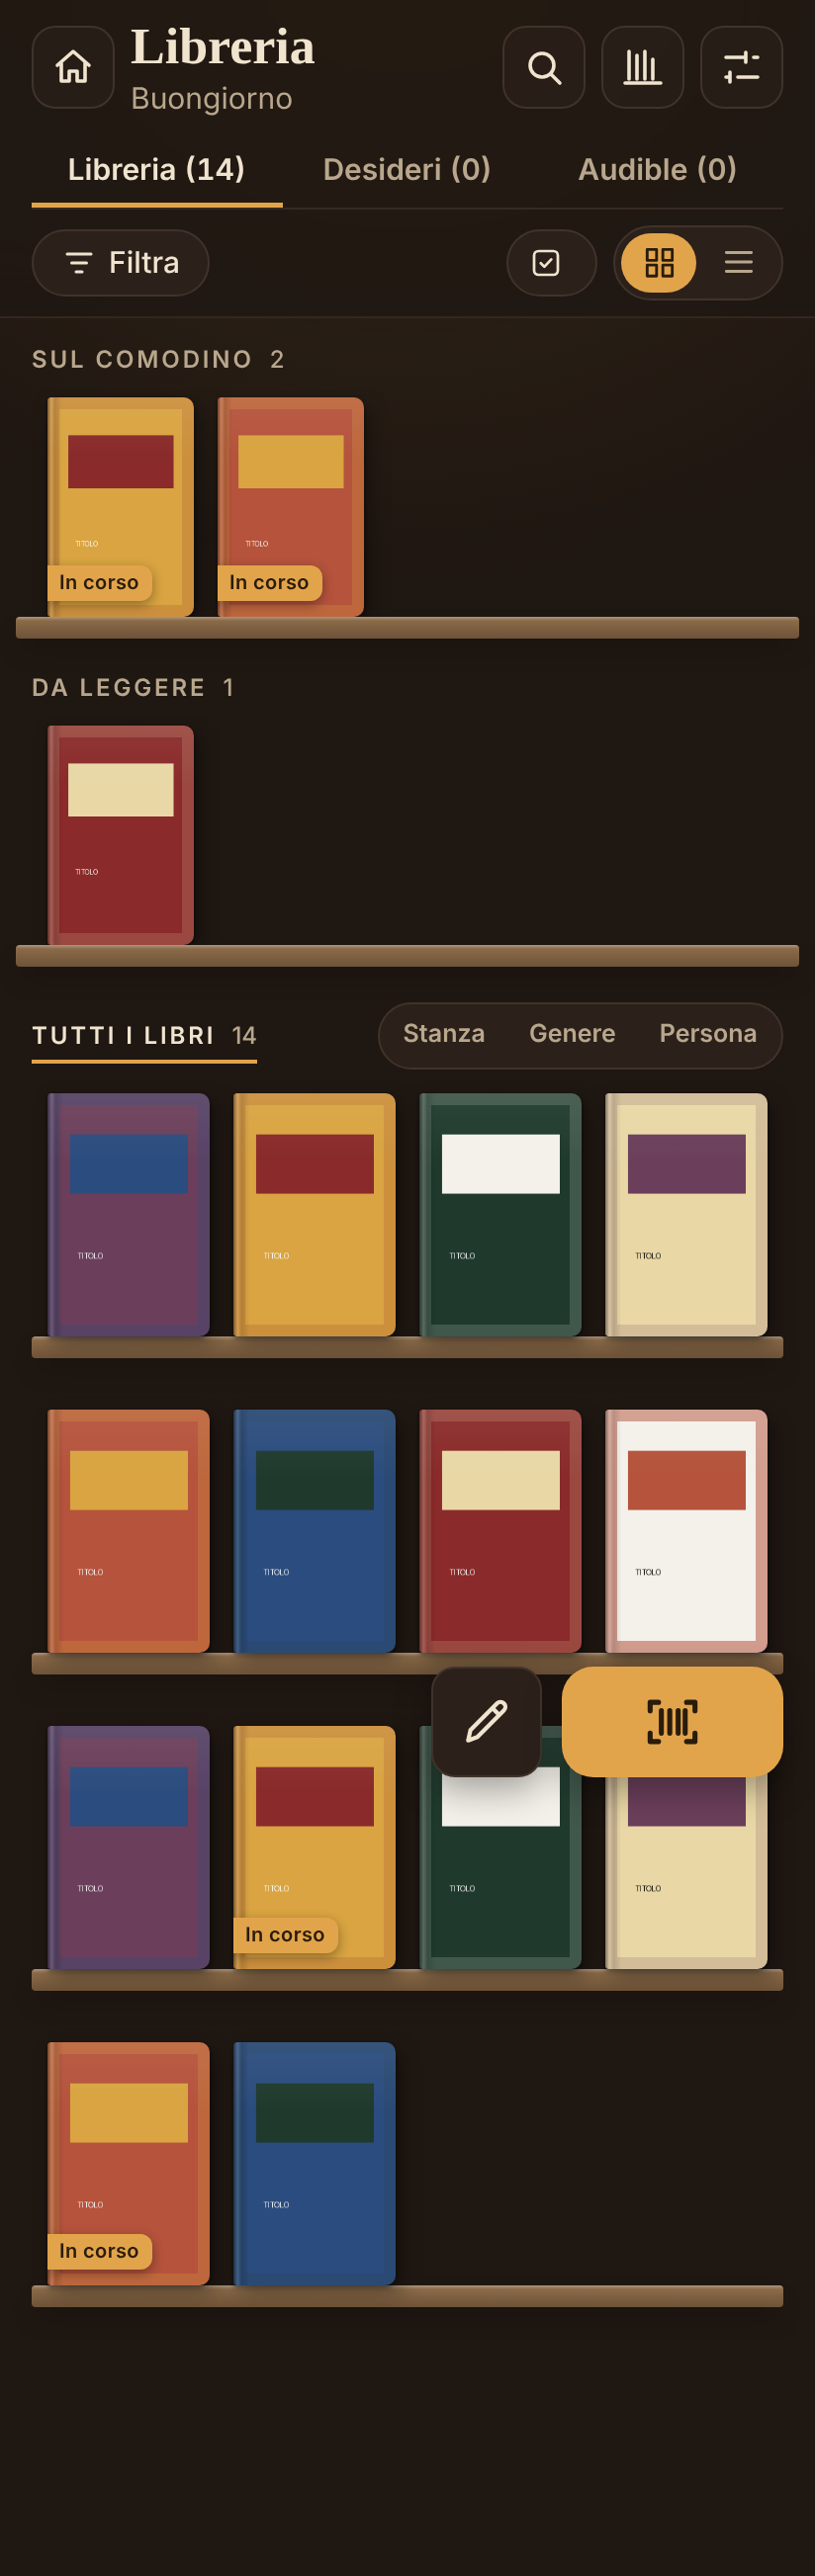 Libreria
Buongiorno
Libreria (14) Desideri (0) Audible (0)
Filtra
SUL COMODINO 2
TITOLO TITOLO
In corso In corso
DA LEGGERE 1
TITOLO
TUTTI I LIBRI 14 Stanza Genere Persona
TITOLO TITOLO TITOLO TITOLO
TITOLO TITOLO TITOLO TITOLO
TITOLO TITOLO TITOLO TITOLO
In corso
TITOLO TITOLO
In corso